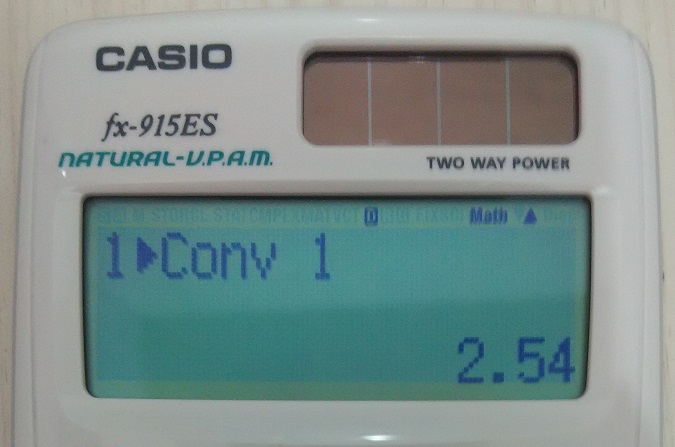 CASIO
fx-915ES
NATURAL-V.P.A.M.
TWO WAY POWER
D Math ▲
1▶Conv 1
2.54